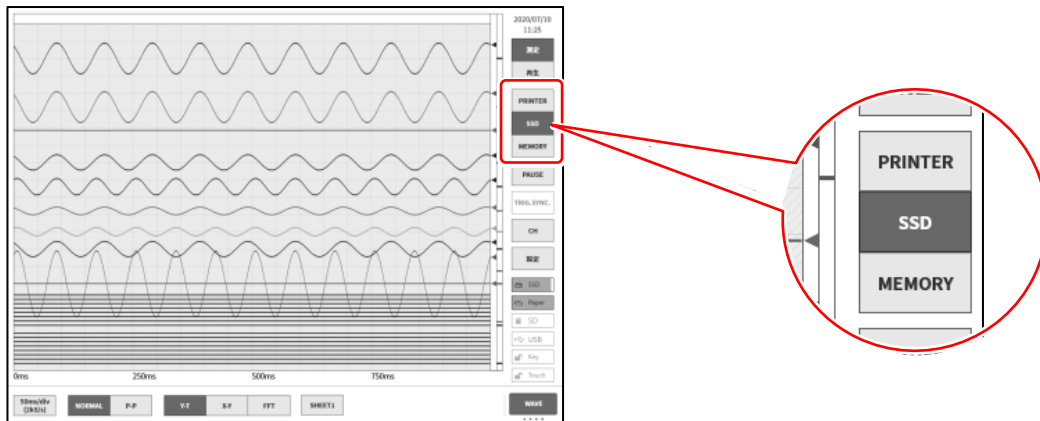 2020/07/10
11:25
測定
再生
PRINTER
SSD
MEMORY
PAUSE
TRIG. SYNC.
CH
設定
SSD
Paper
SD
USB
Key
Touch
0ms 250ms 500ms 750ms
50ms/div
(2kS/s)
NORMAL P-P Y-T X-Y FFT SHEET1 WAVE
PRINTER
SSD
MEMORY